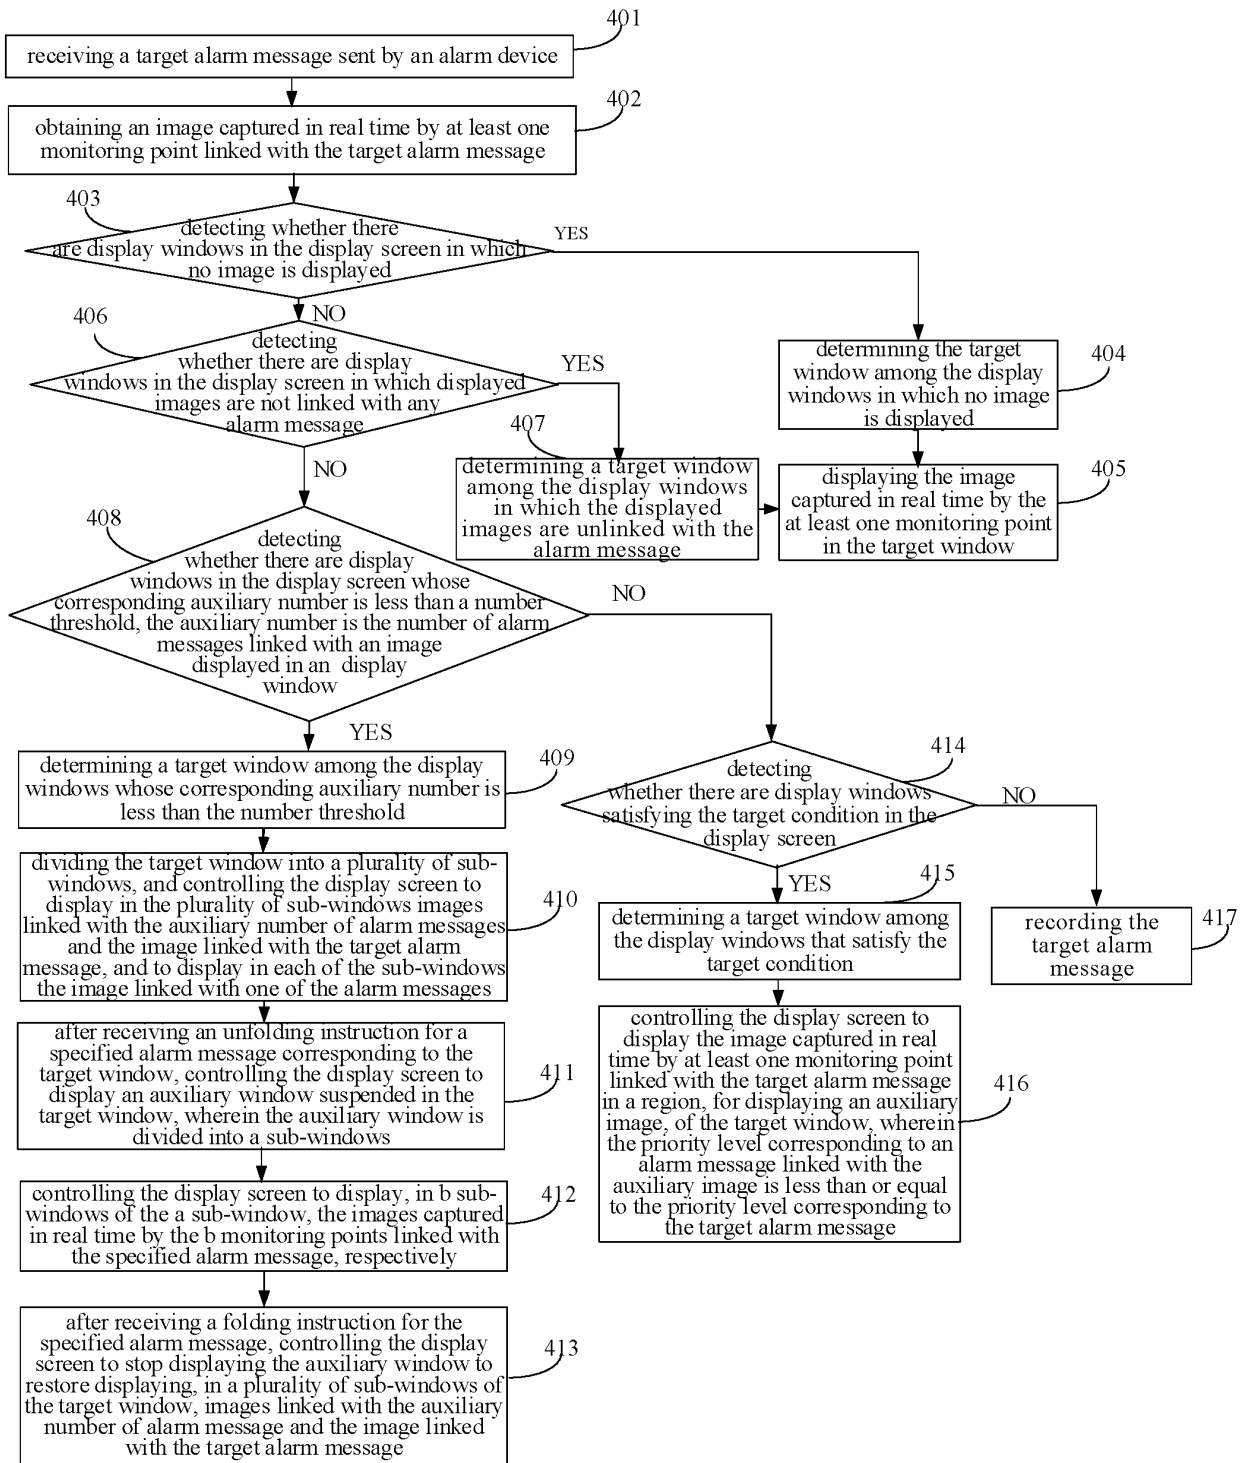 401
receiving a target alarm message sent by an alarm device
402
obtaining an image captured in real time by at least one
monitoring point linked with the target alarm message
403
detecting whether there
are display windows in the display screen in which
no image is displayed
YES
NO
406
detecting
whether there are display
windows in the display screen in which displayed
images are not linked with any
alarm message
YES
404
determining the target
window among the display
windows in which no image
is displayed
407
determining a target window
among the display windows
in which the displayed
images are unlinked with the
alarm message
405
displaying the image
captured in real time by the
at least one monitoring point
in the target window
NO
408
detecting
whether there are display
windows in the display screen whose
corresponding auxiliary number is less than a number
threshold, the auxiliary number is the number of alarm
messages linked with an image
displayed in an display
window
NO
YES
409
determining a target window among the display
windows whose corresponding auxiliary number is
less than the number threshold
410
dividing the target window into a plurality of sub-
windows, and controlling the display screen to
display in the plurality of sub-windows images
linked with the auxiliary number of alarm messages
and the image linked with the target alarm
message, and to display in each of the sub-windows
the image linked with one of the alarm messages
411
after receiving an unfolding instruction for a
specified alarm message corresponding to the
target window, controlling the display screen to
display an auxiliary window suspended in the
target window, wherein the auxiliary window is
divided into a sub-windows
412
controlling the display screen to display, in b sub-
windows of the a sub-window, the images captured
in real time by the b monitoring points linked with
the specified alarm message, respectively
413
after receiving a folding instruction for the
specified alarm message, controlling the display
screen to stop displaying the auxiliary window to
restore displaying, in a plurality of sub-windows of
the target window, images linked with the auxiliary
number of alarm message and the image linked
with the target alarm message
414
detecting
whether there are display windows
satisfying the target condition in the
display screen
NO
YES
415
determining a target window among
the display windows that satisfy the
target condition
417
recording the
target alarm
message
416
controlling the display screen to
display the image captured in real
time by at least one monitoring point
linked with the target alarm message
in a region, for displaying an auxiliary
image, of the target window, wherein
the priority level corresponding to an
alarm message linked with the
auxiliary image is less than or equal
to the priority level corresponding to
the target alarm message